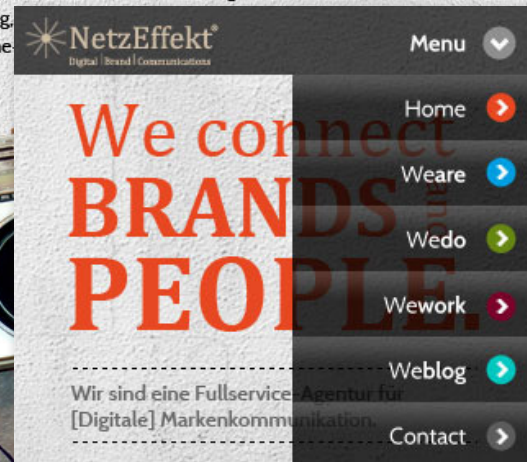 g,
ne-
NetzEffekt®
Digital | Brand | Communications
Menu
Home
Weare
Wedo
Wework
Weblog
Contact
We connect
BRANDS and
PEOPLE.
Wir sind eine Fullservice-Agentur für
[Digitale] Markenkommunikation.